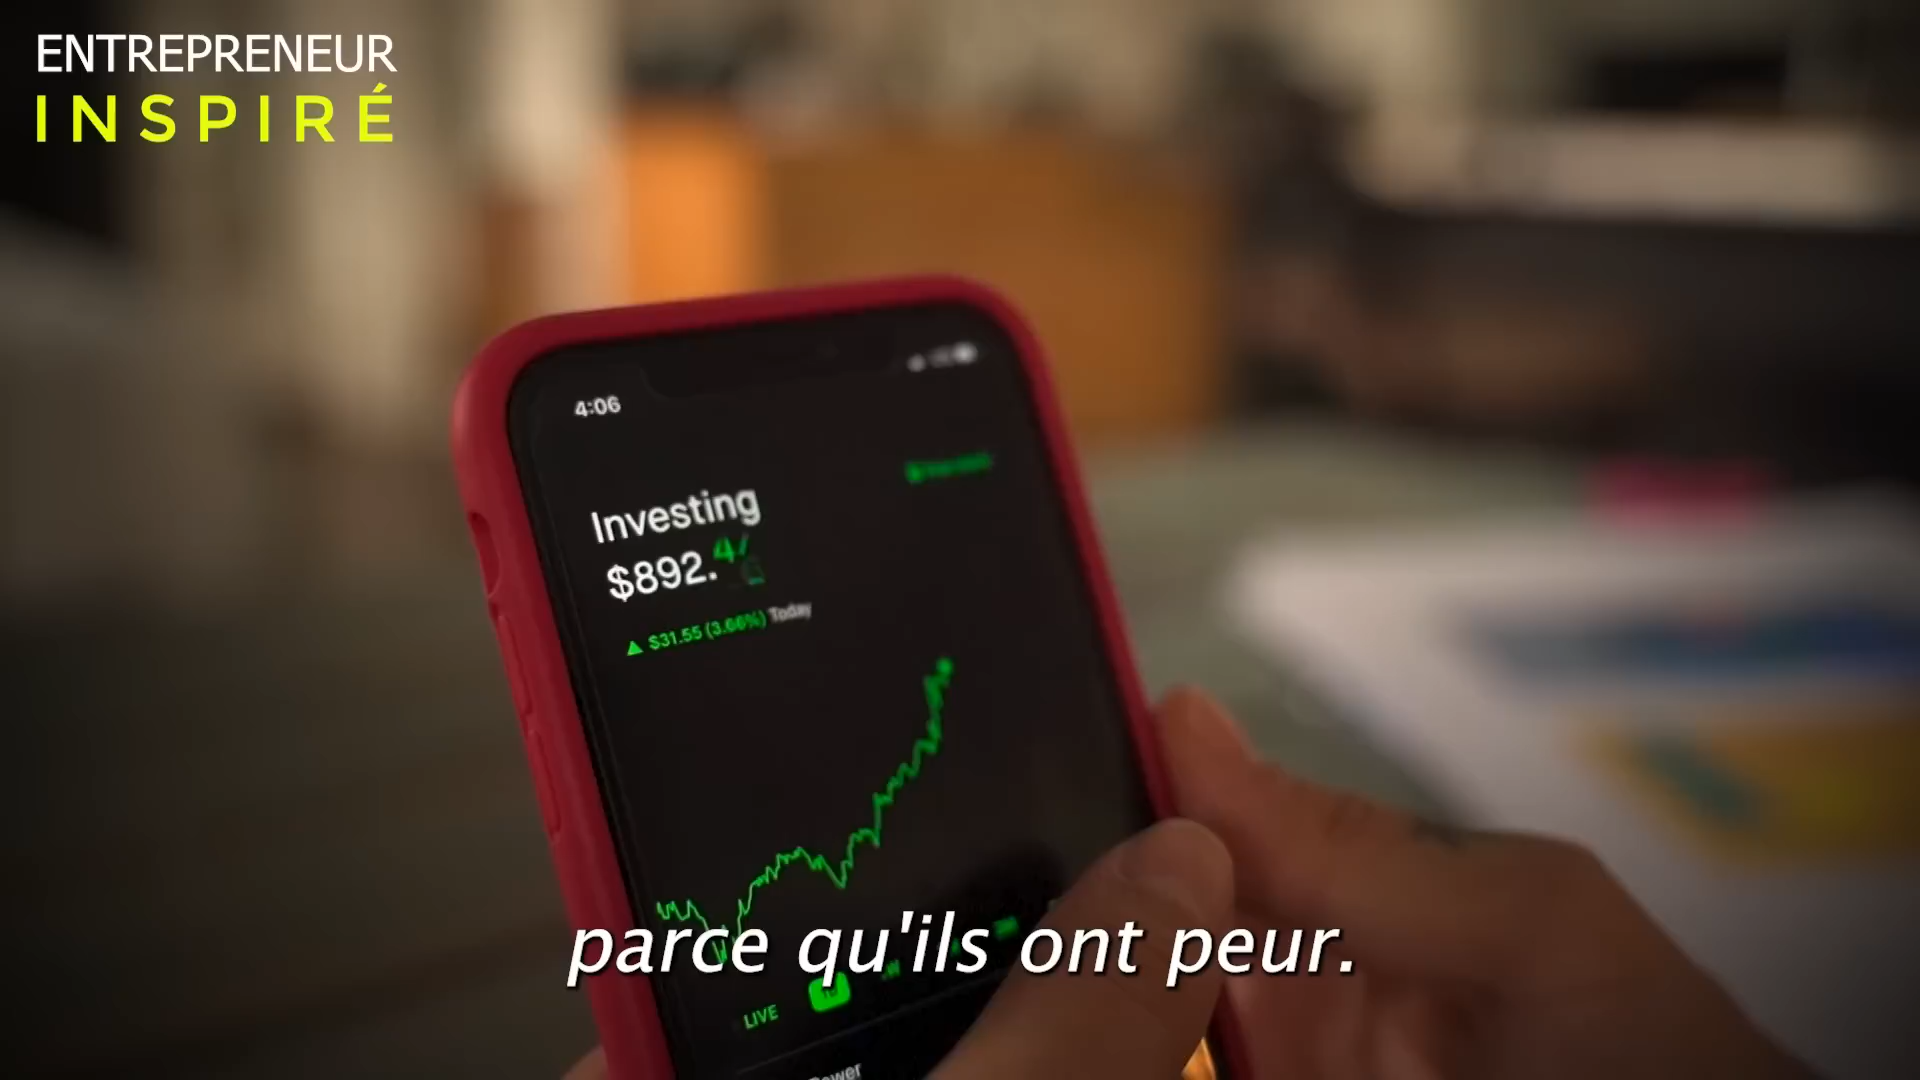 ENTREPRENEUR
INSPIRÉ
4:06
Investing
$892.
$31.55 (3.66%) Today
parce qu'ils ont peur.
LIVE